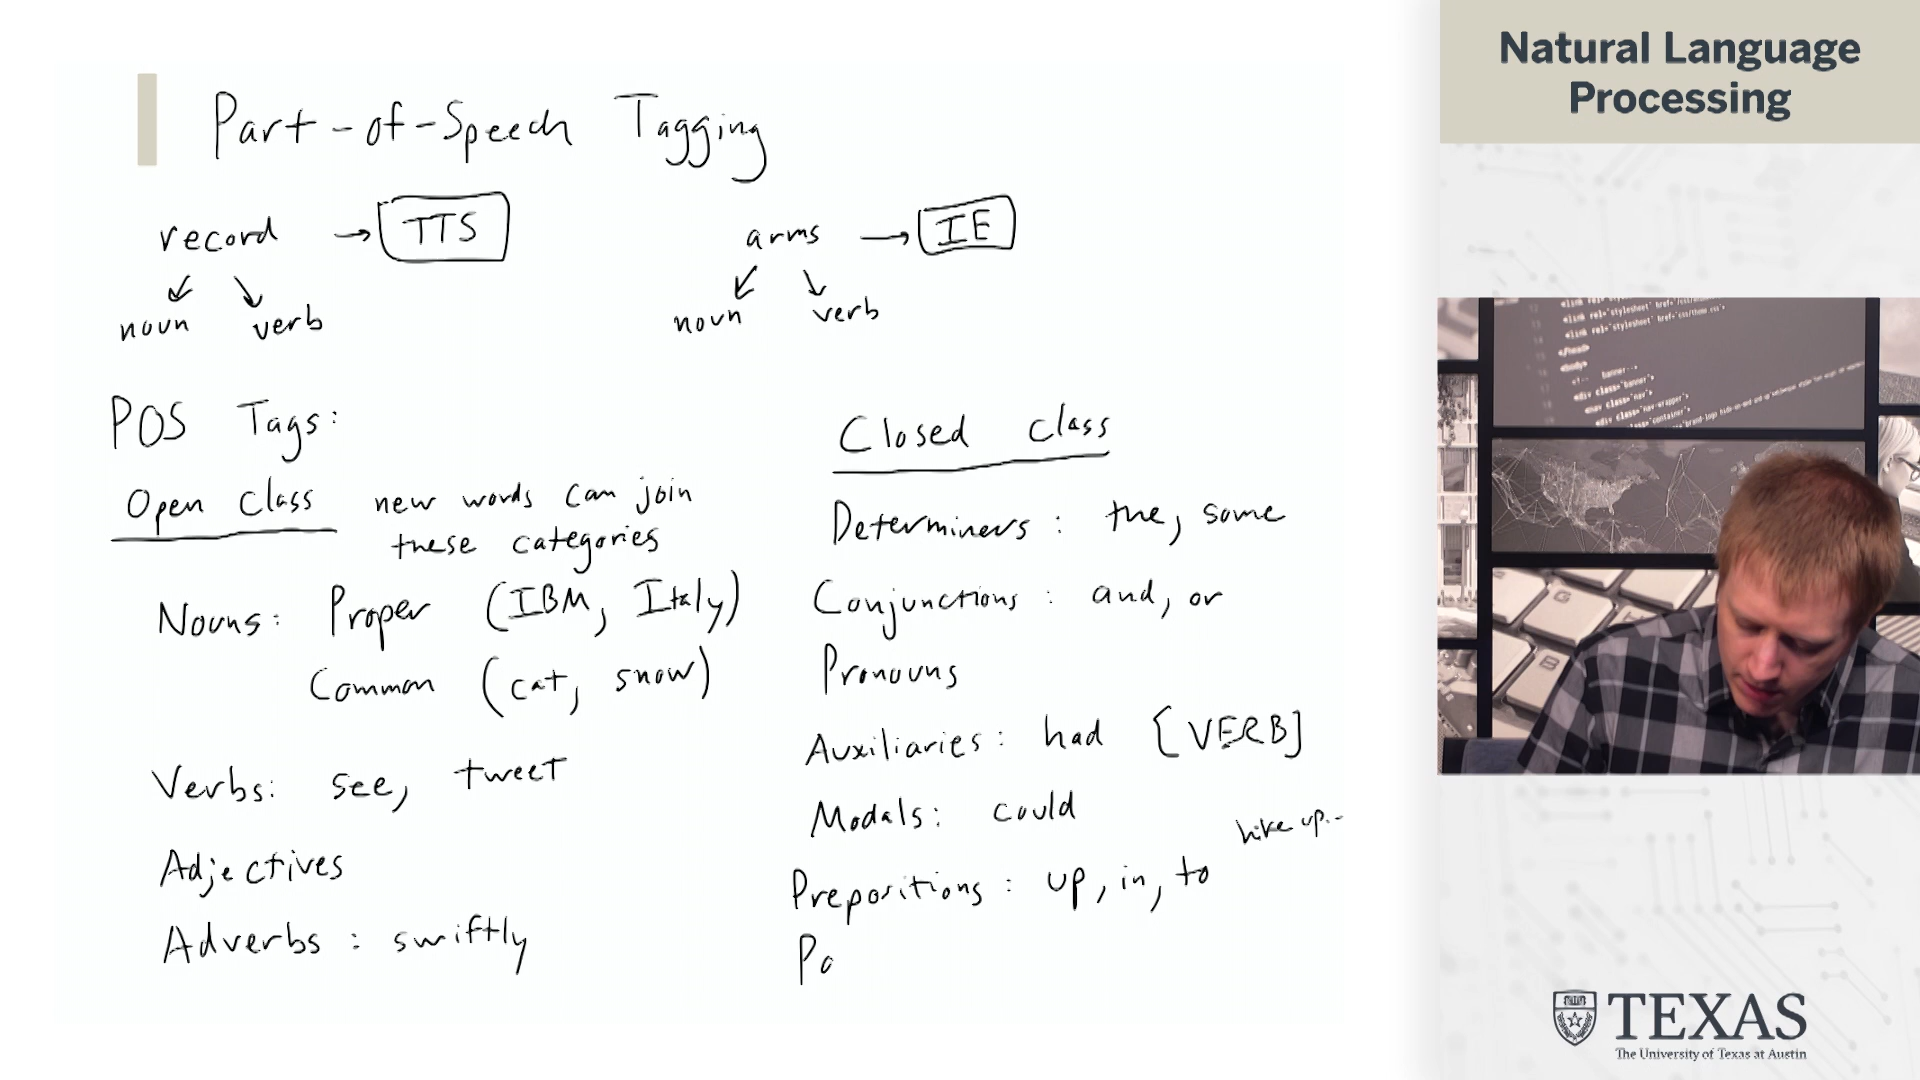 Part-of-Speech Tagging
record → TTS
noun verb
arms → IE
noun verb
POS Tags:
Open class new words can join
these categories
Nouns: Proper (IBM, Italy)
Common (cat, snow)
Verbs: see, tweet
Adjectives
Adverbs: swiftly
Closed class
Determiners: the, some
Conjunctions: and, or
Pronouns
Auxiliaries: had [VERB]
Modals: could
hike up..
Prepositions: up, in, to
Pa
Natural Language
Processing
TEXAS
The University of Texas at Austin